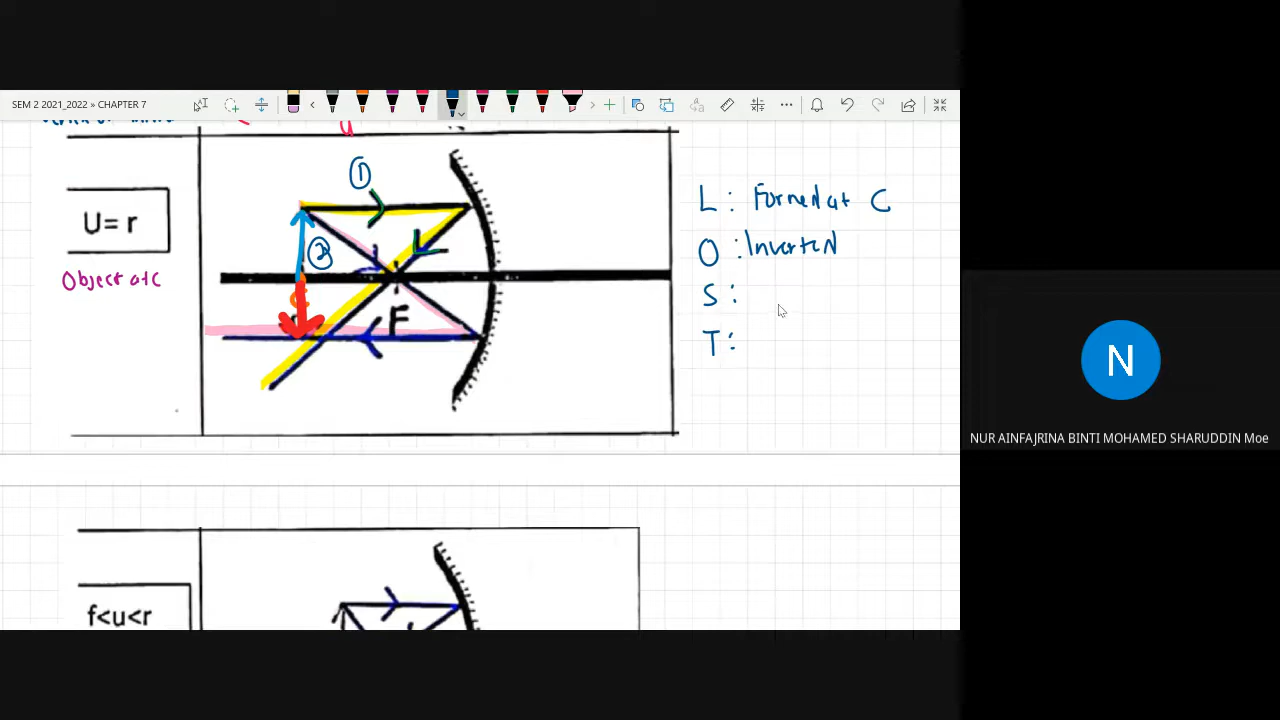 SEM 2 2021_2022 » CHAPTER 7
u
①
U= r
②
Object at C
F
L : Formed at C
O : Inverted
S :
T :
N
NUR AINFAJRINA BINTI MOHAMED SHARUDDIN Moe
f<u<r